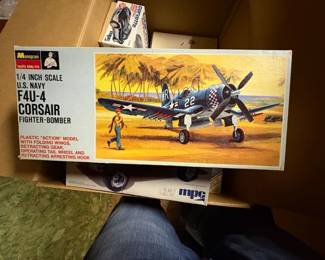 Monogram
1/4 INCH SCALE
U.S. NAVY
F4U-4
CORSAIR
FIGHTER-BOMBER
PLASTIC "ACTION" MODEL
WITH FOLDING WINGS,
RETRACTING GEAR,
OPERATING TAIL WHEEL AND
RETRACTING ARRESTING HOOK
22
R
mpc